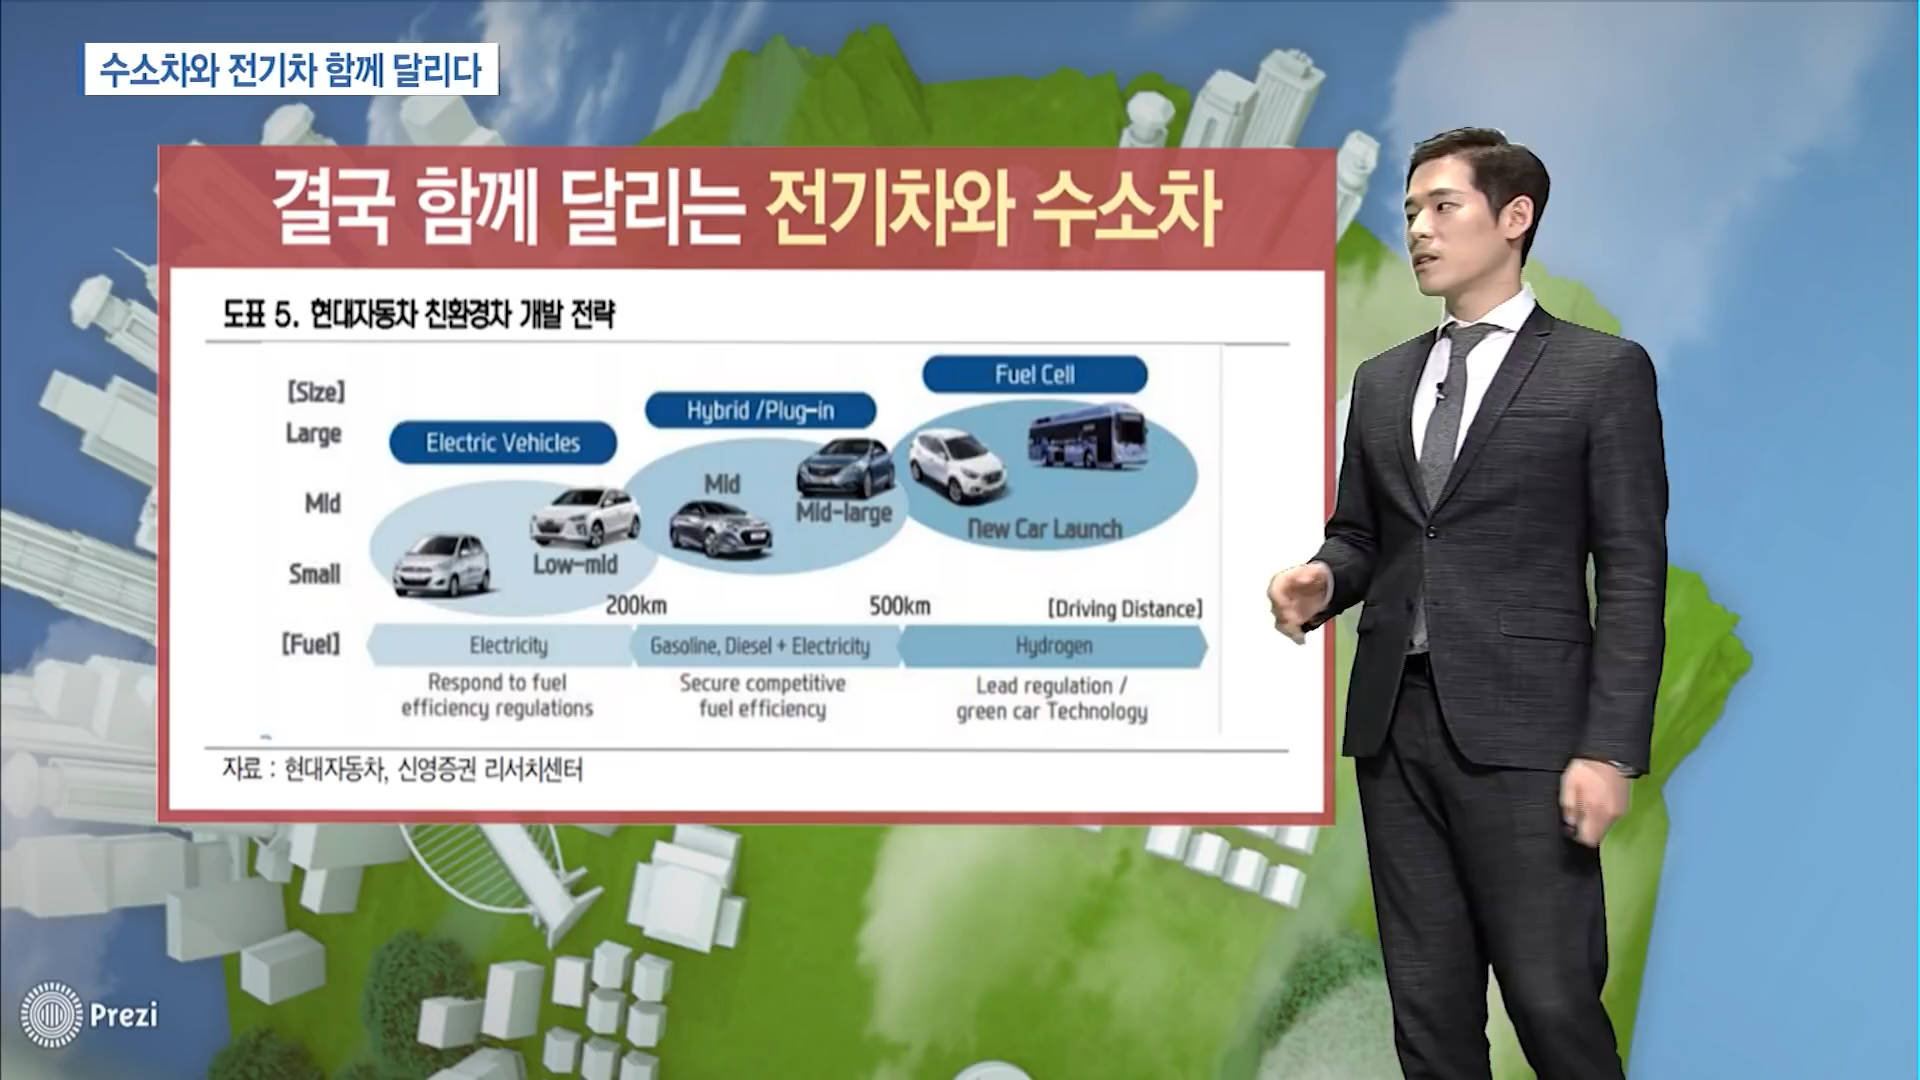 수소차와 전기차 함께 달리다
결국 함께 달리는 전기차와 수소차
도표 5. 현대자동차 친환경차 개발 전략
[Size]
Large
Mid
Small
Electric Vehicles
Hybrid /Plug-in
Fuel Cell
Low-mid
Mid
Mid-large
New Car Launch
200km
500km
[Driving Distance]
[Fuel]
Electricity
Gasoline, Diesel + Electricity
Hydrogen
Respond to fuel
efficiency regulations
Secure competitive
fuel efficiency
Lead regulation /
green car Technology
자료 : 현대자동차, 신영증권 리서치센터
Prezi